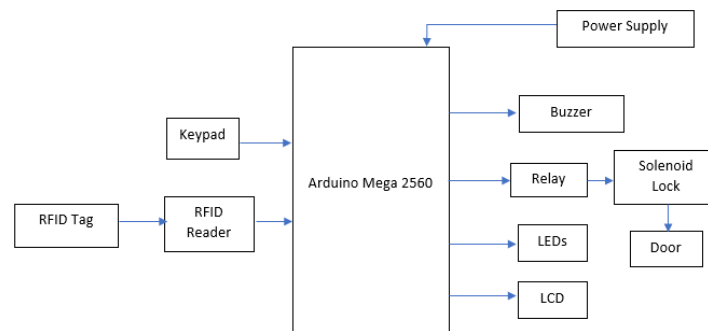 Power Supply
Buzzer
Keypad
Arduino Mega 2560
Relay
Solenoid
Lock
RFID Tag
RFID
Reader
LEDs
Door
LCD